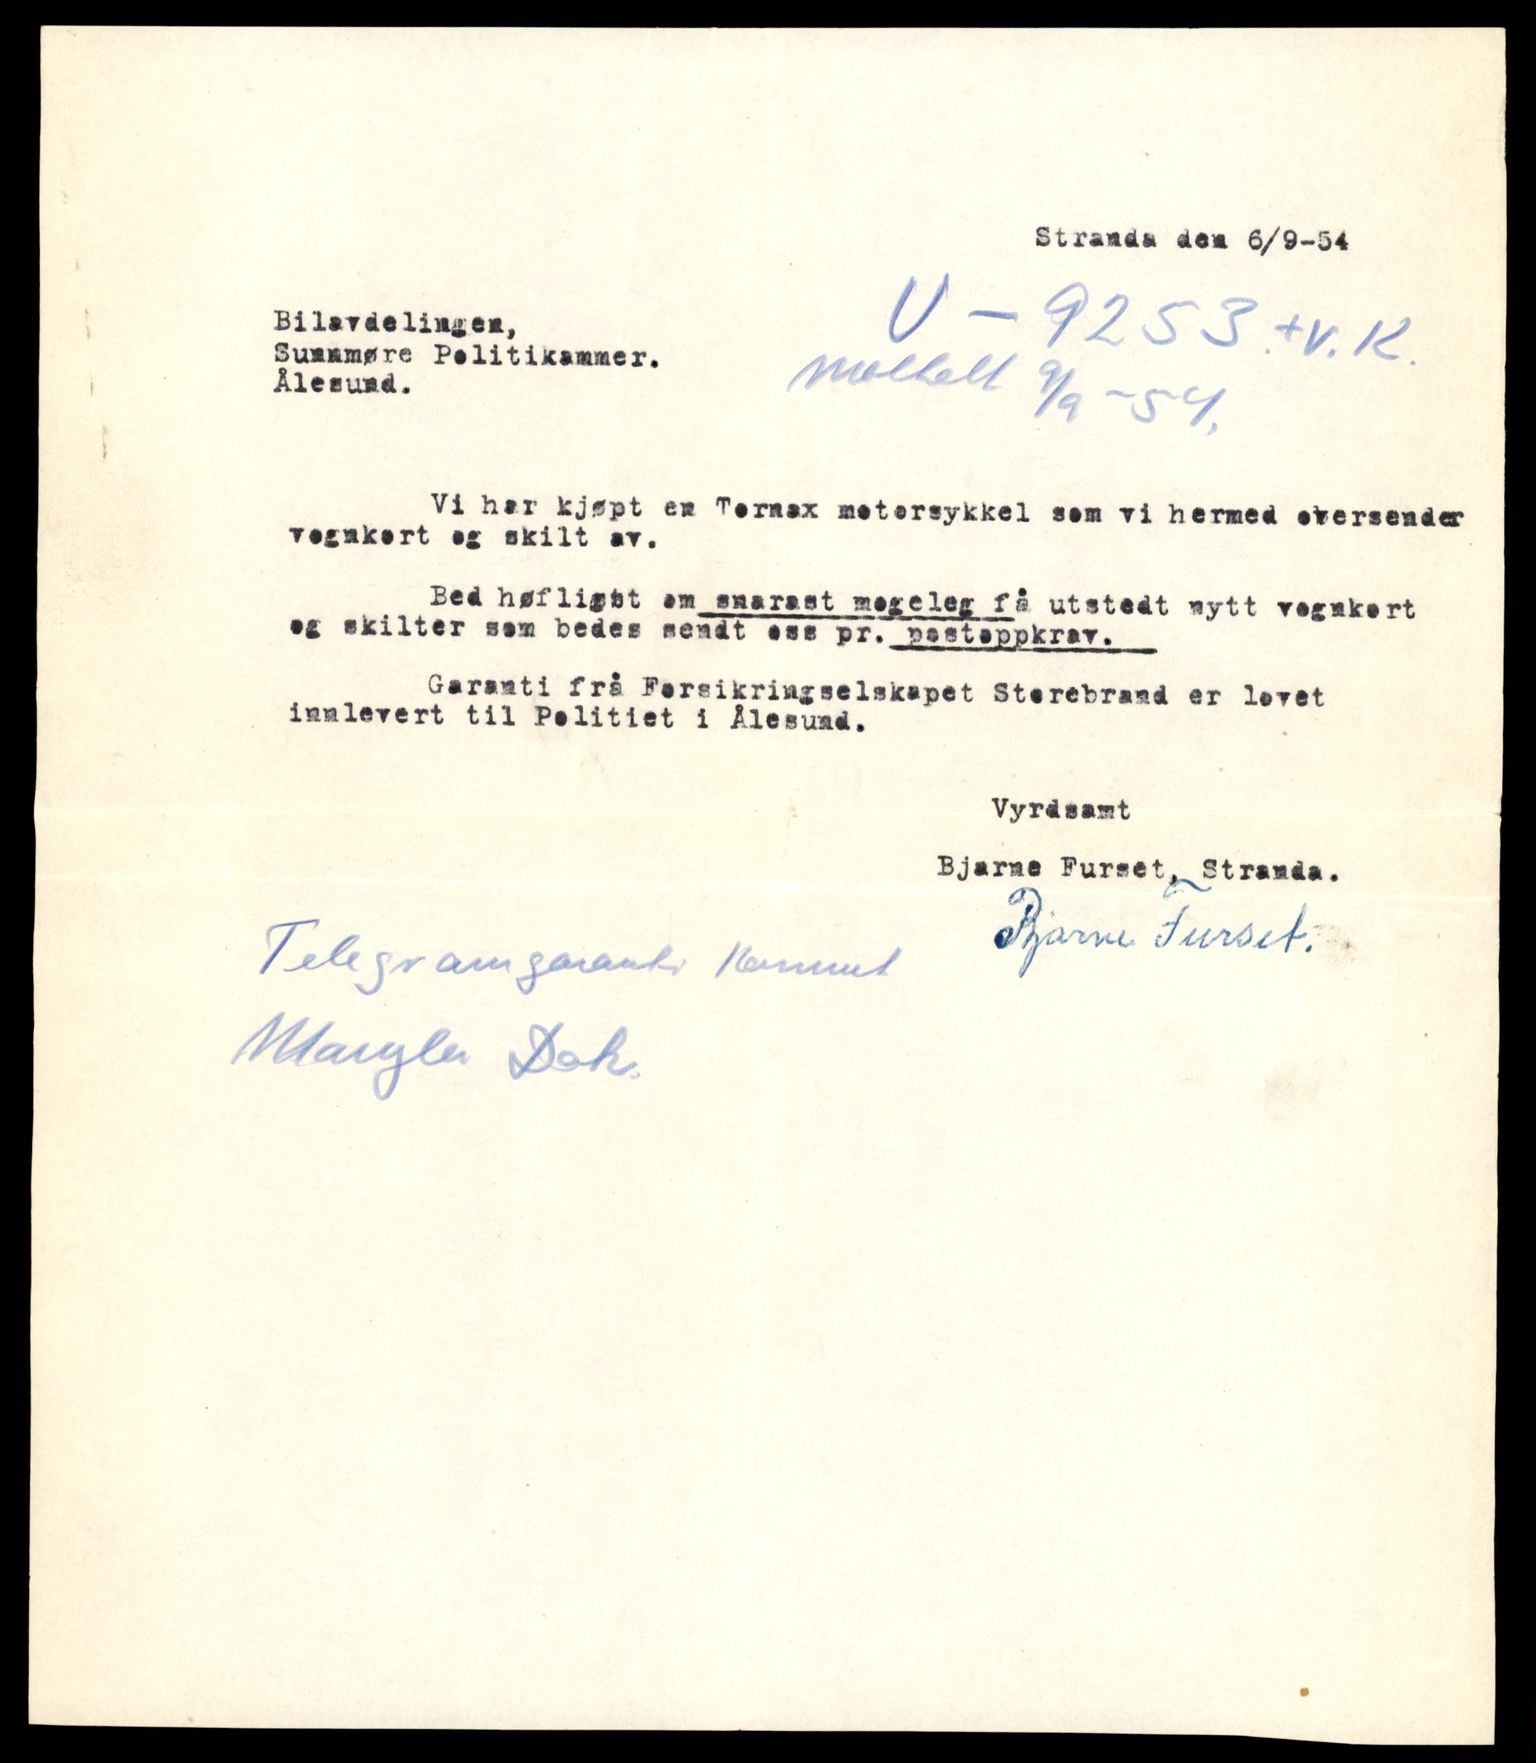 Stranda den 6/9-54
U - 9253 + v. K.
mottatt 9/9 - 54.
Bilavdelingen,
Sunnmøre Politikammer.
Ålesund.
Vi har kjøpt en Tornax motorsykkel som vi hermed oversender
vognkort og skilt av.
Bed høfligst om snarast mogeleg få utstedt nytt vognkort
og skilter som bedes sendt oss pr. postoppkrav.
Garanti frå Forsikringselskapet Storebrand er lovet
innlevert til Politiet i Ålesund.
Vyrdsamt
Bjarne Furset, Stranda.
Bjarne Furset.
Telegramgaranti kommet
Mangler Dok.